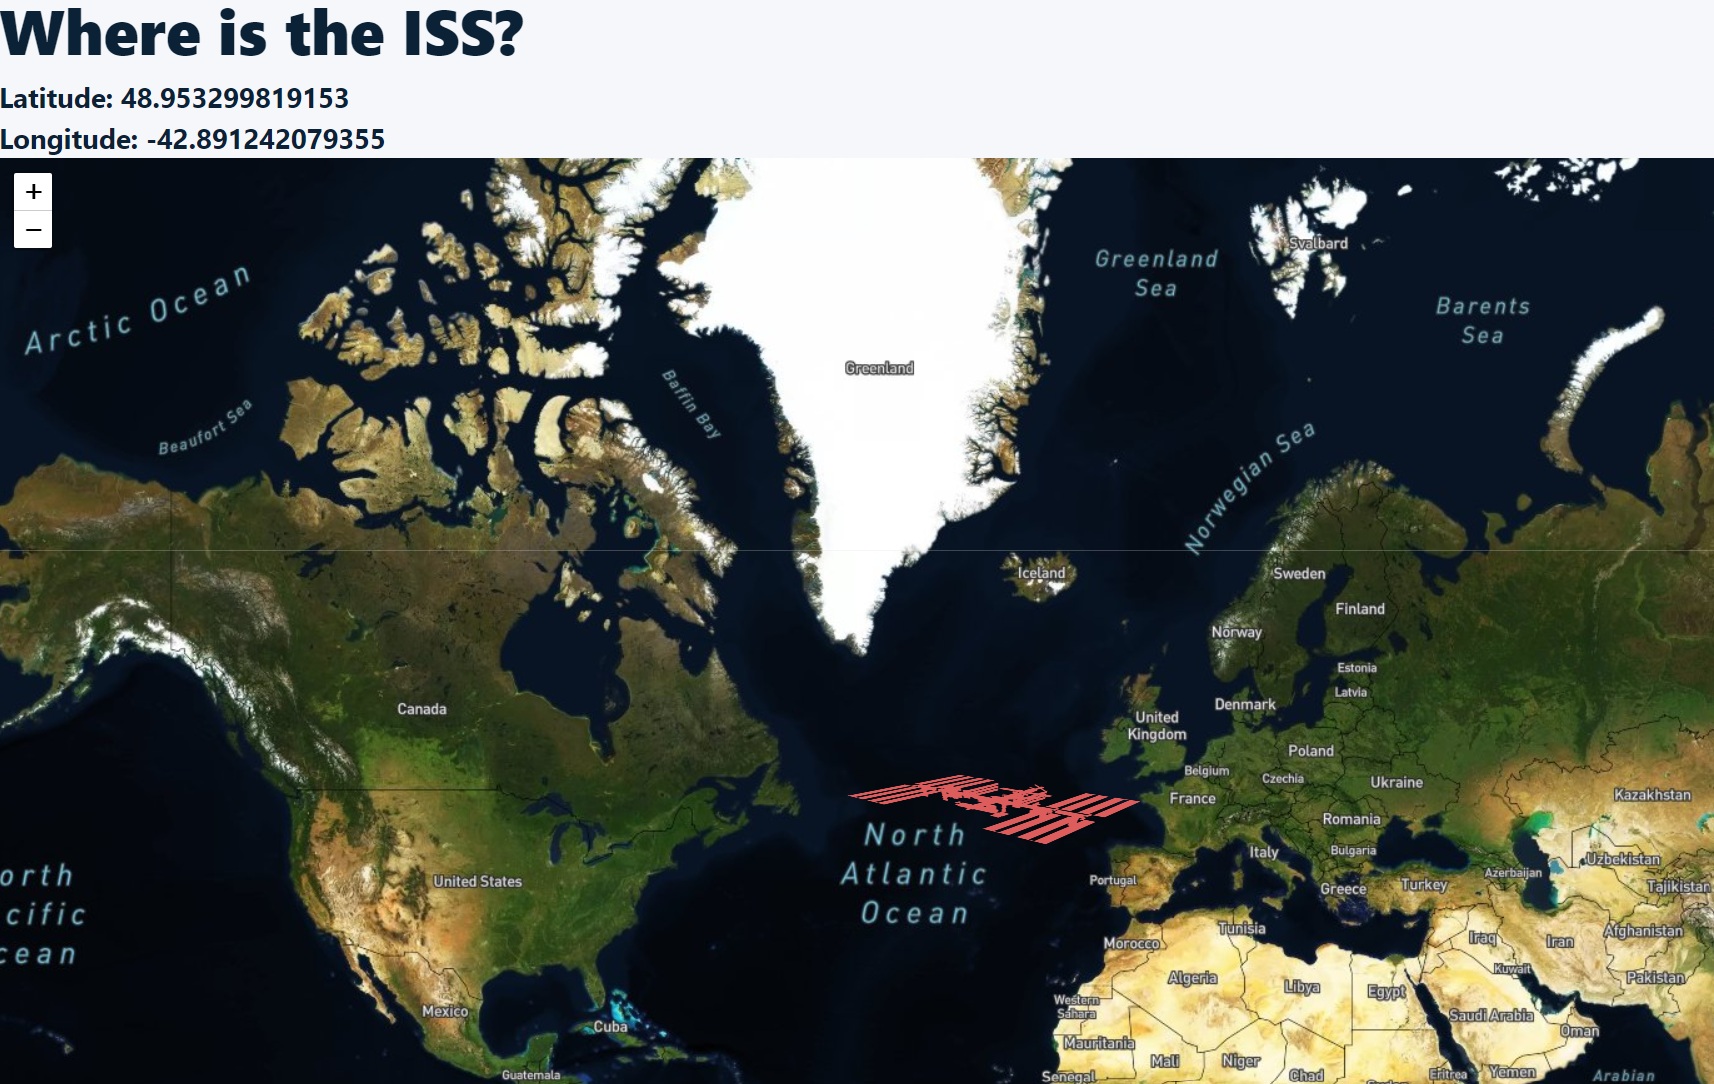 Where is the ISS?
Latitude: 48.953299819153
Longitude: -42.891242079355
+
−
Svalbard
Greenland
Sea
Barents
Sea
Arctic Ocean
Greenland
Baffin Bay
Beaufort Sea
Norwegian Sea
Iceland
Sweden
Finland
Norway
Estonia
Latvia
Canada
Denmark
United
Kingdom
Poland
Belgium
Czechia
Ukraine
France
Kazakhstan
Romania
North
Atlantic
Ocean
Italy
Bulgaria
Uzbekistan
Azerbaijan
United States
Portugal
Greece
Turkey
Tajikistan
orth
cific
cean
Tunisia
Afghanistan
Morocco
Iraq
Iran
Kuwait
Algeria
Libya
Egypt
Pakistan
Western
Sahara
Mexico
Saudi Arabia
Cuba
Oman
Mauritania
Mali
Niger
Chad
Eritrea
Yemen
Guatemala
Senegal
Arabian